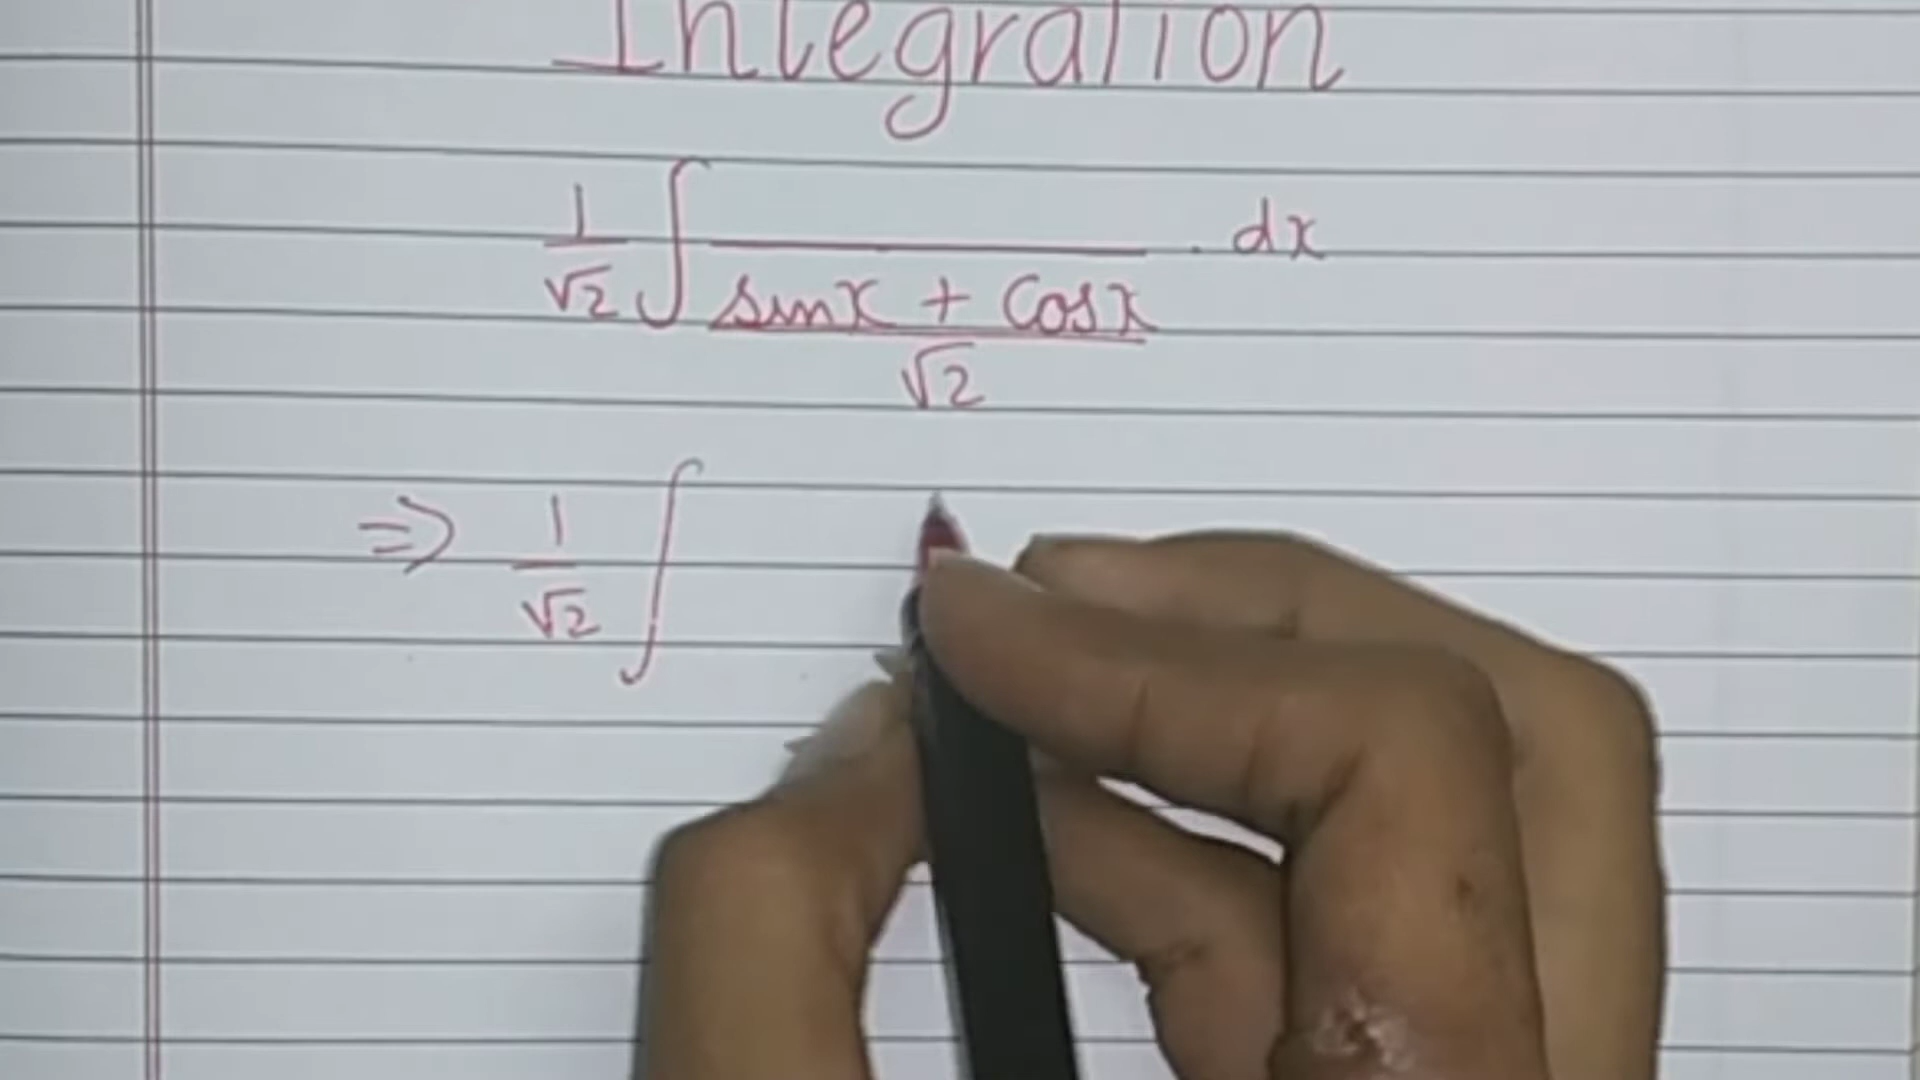 Integration
1/√2 ∫ ‾/((sinx + cosx)/√2) . dx
⇒ 1/√2 ∫